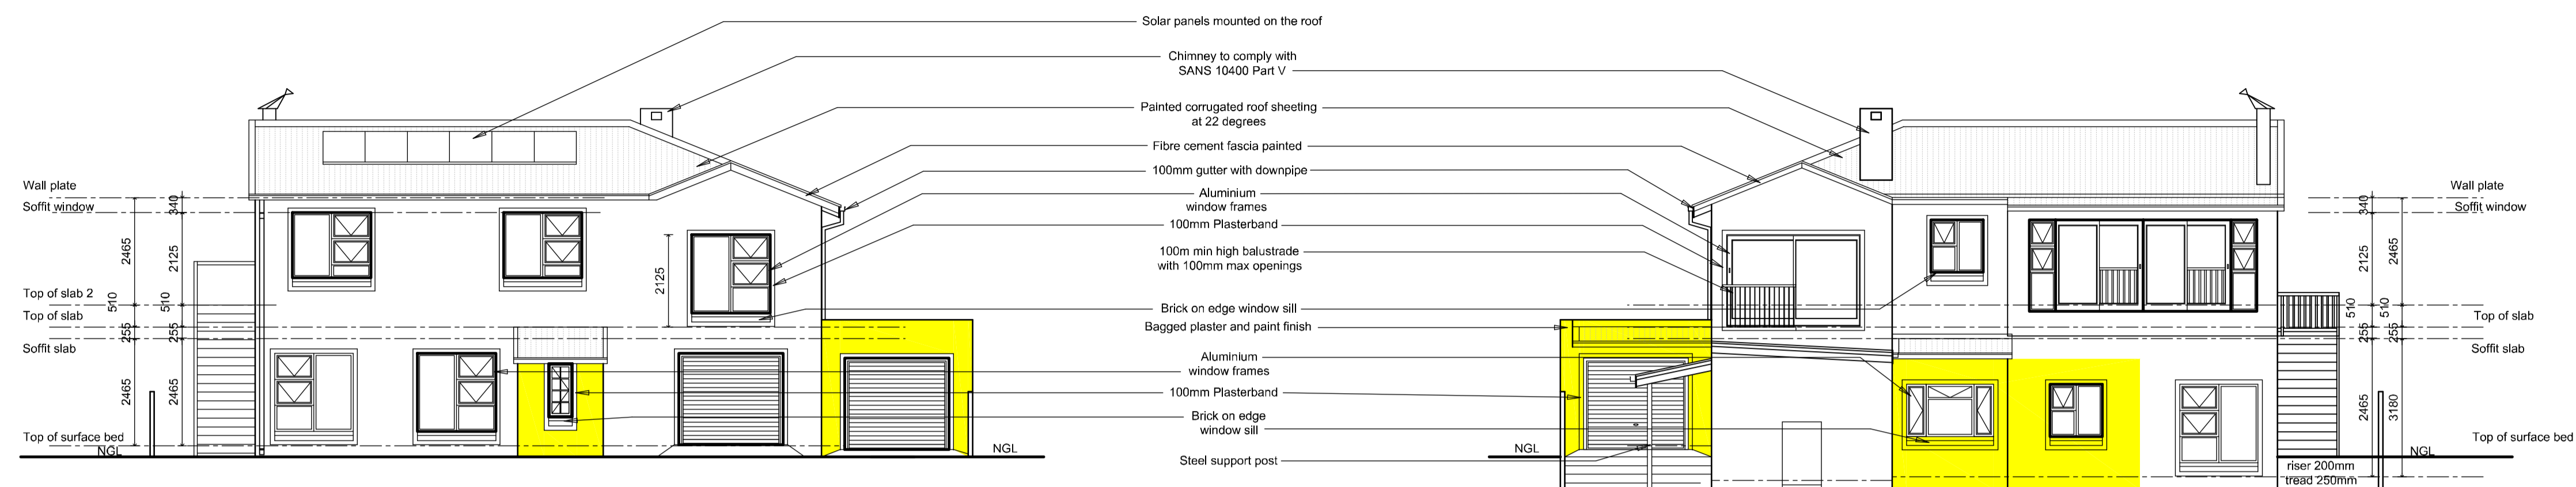 Solar panels mounted on the roof
Chimney to comply with
SANS 10400 Part V
Painted corrugated roof sheeting
at 22 degrees
Fibre cement fascia painted
100mm gutter with downpipe
Aluminium
window frames
100mm Plasterband
100m min high balustrade
with 100mm max openings
Brick on edge window sill
Bagged plaster and paint finish
Aluminium
window frames
100mm Plasterband
Brick on edge
window sill
Steel support post
Wall plate
Soffit window
Top of slab 2
Top of slab
Soffit slab
Top of surface bed
NGL
2465
510
255
2465
340
2125
510
255
2465
2125
NGL
NGL
Wall plate
Soffit window
Top of slab
Soffit slab
Top of surface bed
NGL
340
2125
510
255
2465
2465
510
255
3180
riser 200mm
tread 250mm